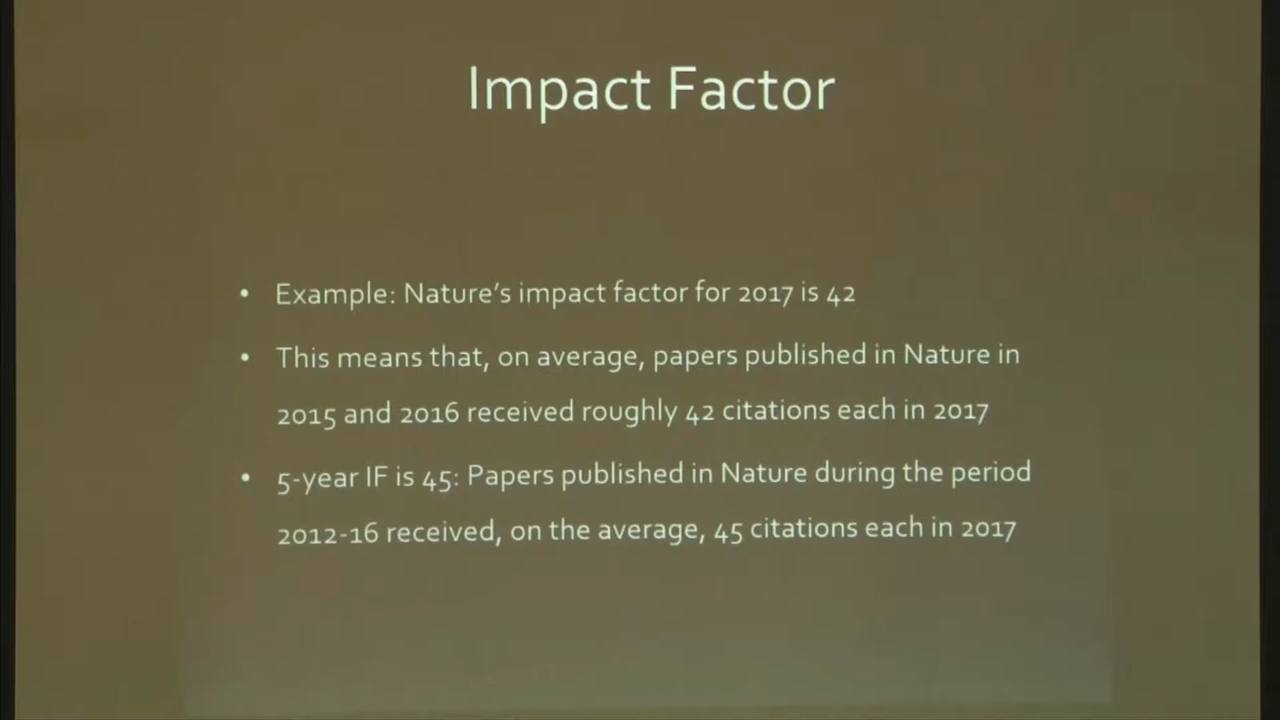 Impact Factor
• Example: Nature's impact factor for 2017 is 42
• This means that, on average, papers published in Nature in
2015 and 2016 received roughly 42 citations each in 2017
• 5-year IF is 45: Papers published in Nature during the period
2012-16 received, on the average, 45 citations each in 2017